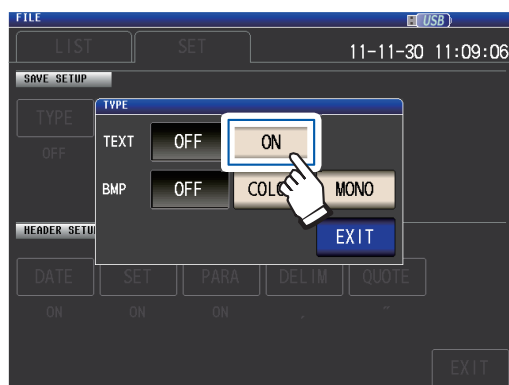 FILE USB
LIST SET 11-11-30 11:09:06
SAVE SETUP
TYPE
OFF
TYPE
TEXT OFF ON
BMP OFF MONO
EXIT
HEADER SETU
DATE SET PARA DELIM QUOTE
ON ON ON , ~
EXIT